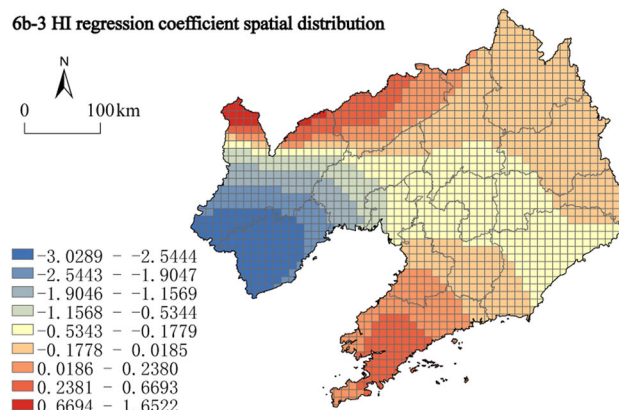 6b-3 HI regression coefficient spatial distribution
N
0 100km
-3.0289 - -2.5444
-2.5443 - -1.9047
-1.9046 - -1.1569
-1.1568 - -0.5344
-0.5343 - -0.1779
-0.1778 - 0.0185
0.0186 - 0.2380
0.2381 - 0.6693
0.6694 - 1.6522